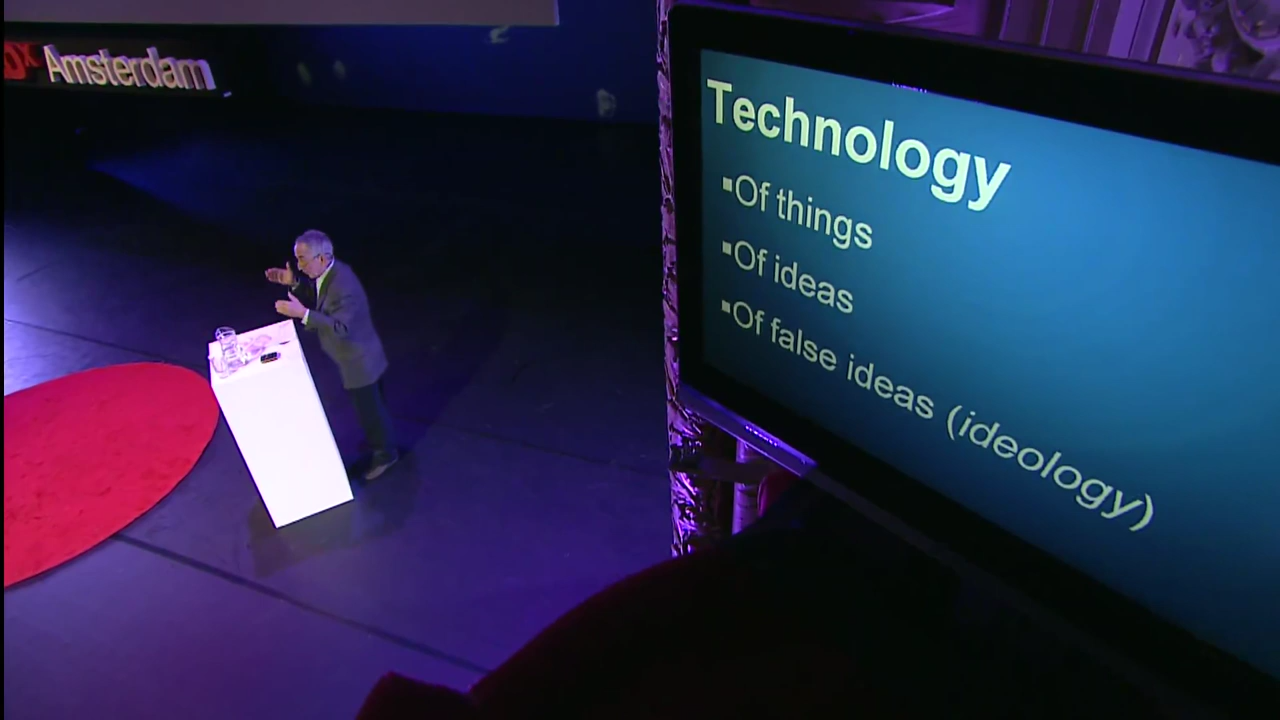 Amsterdam
Technology
▪Of things
▪Of ideas
▪Of false ideas (ideology)